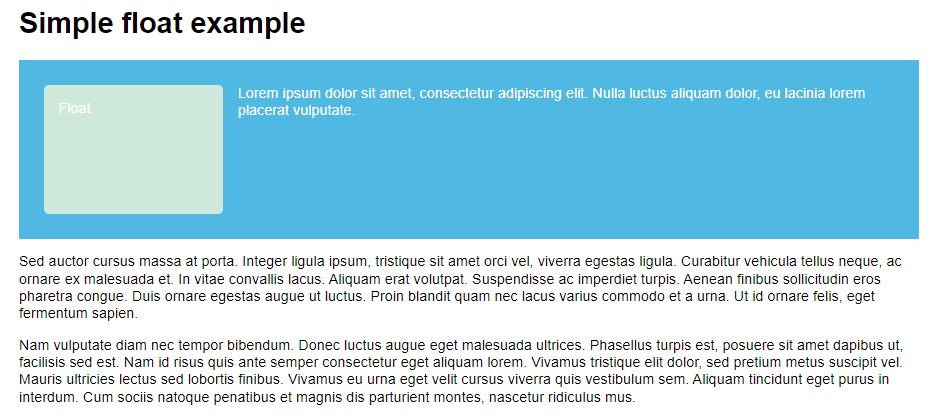 Simple float example
Float
Lorem ipsum dolor sit amet, consectetur adipiscing elit. Nulla luctus aliquam dolor, eu lacinia lorem
placerat vulputate.
Sed auctor cursus massa at porta. Integer ligula ipsum, tristique sit amet orci vel, viverra egestas ligula. Curabitur vehicula tellus neque, ac
ornare ex malesuada et. In vitae convallis lacus. Aliquam erat volutpat. Suspendisse ac imperdiet turpis. Aenean finibus sollicitudin eros
pharetra congue. Duis ornare egestas augue ut luctus. Proin blandit quam nec lacus varius commodo et a urna. Ut id ornare felis, eget
fermentum sapien.
Nam vulputate diam nec tempor bibendum. Donec luctus augue eget malesuada ultrices. Phasellus turpis est, posuere sit amet dapibus ut,
facilisis sed est. Nam id risus quis ante semper consectetur eget aliquam lorem. Vivamus tristique elit dolor, sed pretium metus suscipit vel.
Mauris ultricies lectus sed lobortis finibus. Vivamus eu urna eget velit cursus viverra quis vestibulum sem. Aliquam tincidunt eget purus in
interdum. Cum sociis natoque penatibus et magnis dis parturient montes, nascetur ridiculus mus.